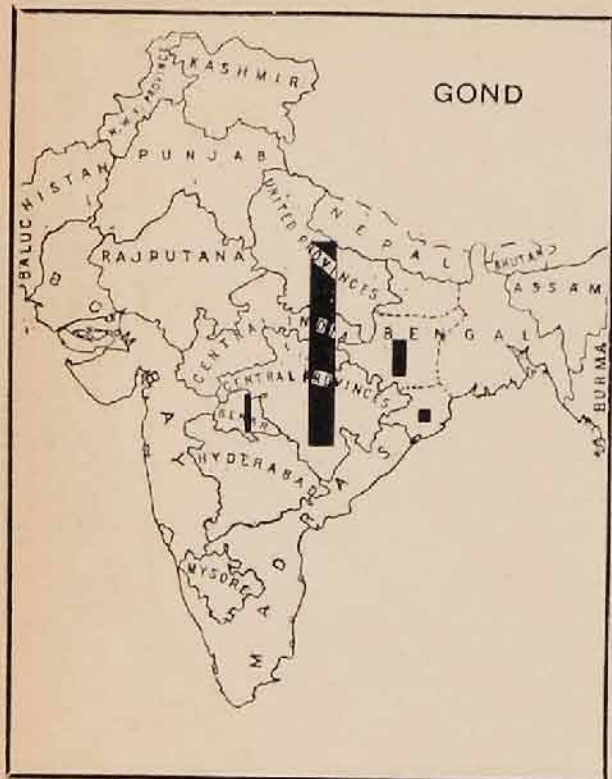 GOND
KASHMIR
N.W.F. PROVINCE
PUNJAB
BALUCHISTAN
UNITED PROVINCES
NEPAL
BHUTAN
RAJPUTANA
ASSAM
BOMBAY
CENTRAL INDIA
BENGAL
BURMA
CENTRAL PROVINCES
BERAR
HYDERABAD
MADRAS
MYSORE